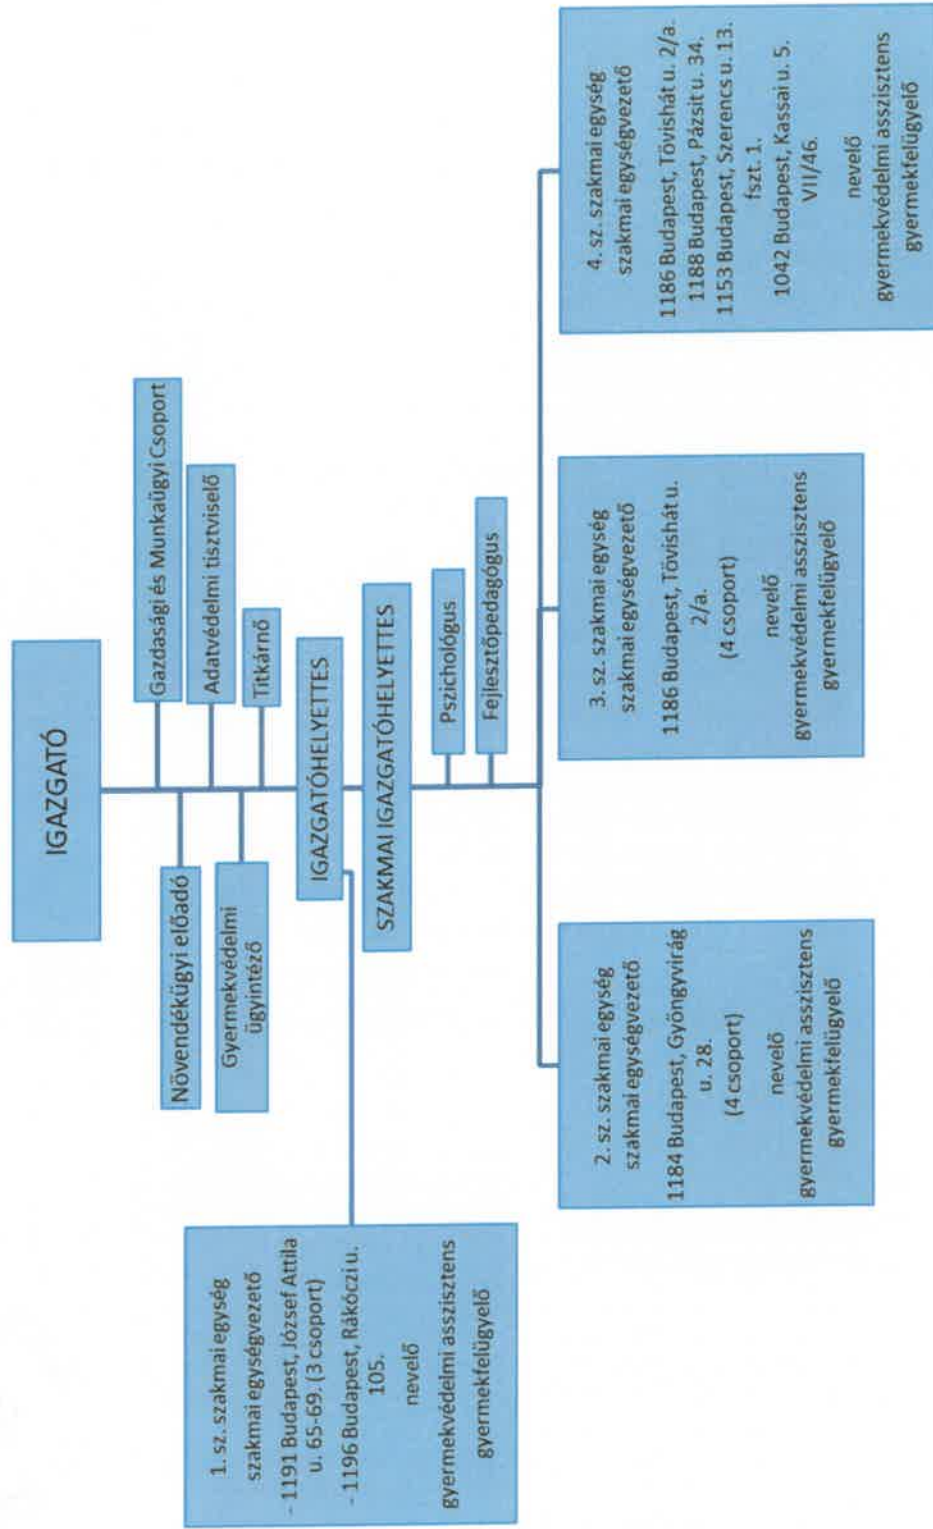 IGAZGATÓ
Gazdasági és Munkaügyi Csoport
Növendékügyi előadó
Adatvédelmi tisztviselő
Gyermekvédelmi
ügyintéző
Titkárnő
IGAZGATÓHELYETTES
SZAKMAI IGAZGATÓHELYETTES
Pszichológus
Fejlesztőpedagógus
1. sz. szakmai egység
szakmai egységvezető
- 1191 Budapest, József Attila
u. 65-69. (3 csoport)
- 1196 Budapest, Rákóczi u.
105.
nevelő
gyermekvédelmi asszisztens
gyermekfelügyelő
2. sz. szakmai egység
szakmai egységvezető
1184 Budapest, Gyöngyvirág
u. 28.
(4 csoport)
nevelő
gyermekvédelmi asszisztens
gyermekfelügyelő
3. sz. szakmai egység
szakmai egységvezető
1186 Budapest, Tövishát u.
2/a.
(4 csoport)
nevelő
gyermekvédelmi asszisztens
gyermekfelügyelő
4. sz. szakmai egység
szakmai egységvezető
1186 Budapest, Tövishát u. 2/a.
1188 Budapest, Pázsit u. 34.
1153 Budapest, Szerencs u. 13.
fszt. 1.
1042 Budapest, Kassai u. 5.
VII/46.
nevelő
gyermekvédelmi asszisztens
gyermekfelügyelő